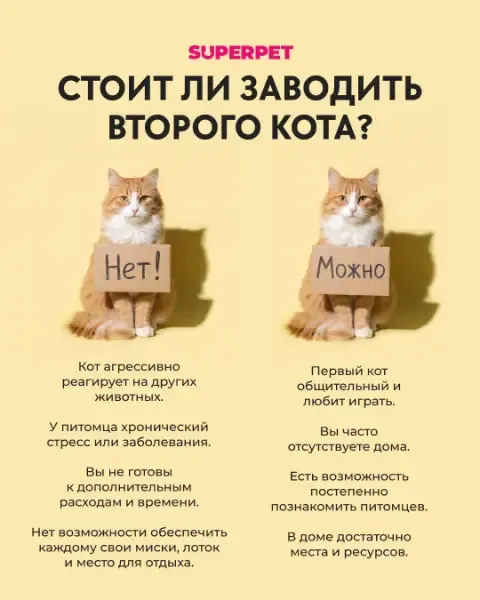 SUPERPET
СТОИТ ЛИ ЗАВОДИТЬ
ВТОРОГО КОТА?
Нет!
Кот агрессивно
реагирует на других
животных.
У питомца хронический
стресс или заболевания.
Вы не готовы
к дополнительным
расходам и времени.
Нет возможности обеспечить
каждому свои миски, лоток
и место для отдыха.
Можно
Первый кот
общительный и
любит играть.
Вы часто
отсутствуете дома.
Есть возможность
постепенно
познакомить питомцев.
В доме достаточно
места и ресурсов.